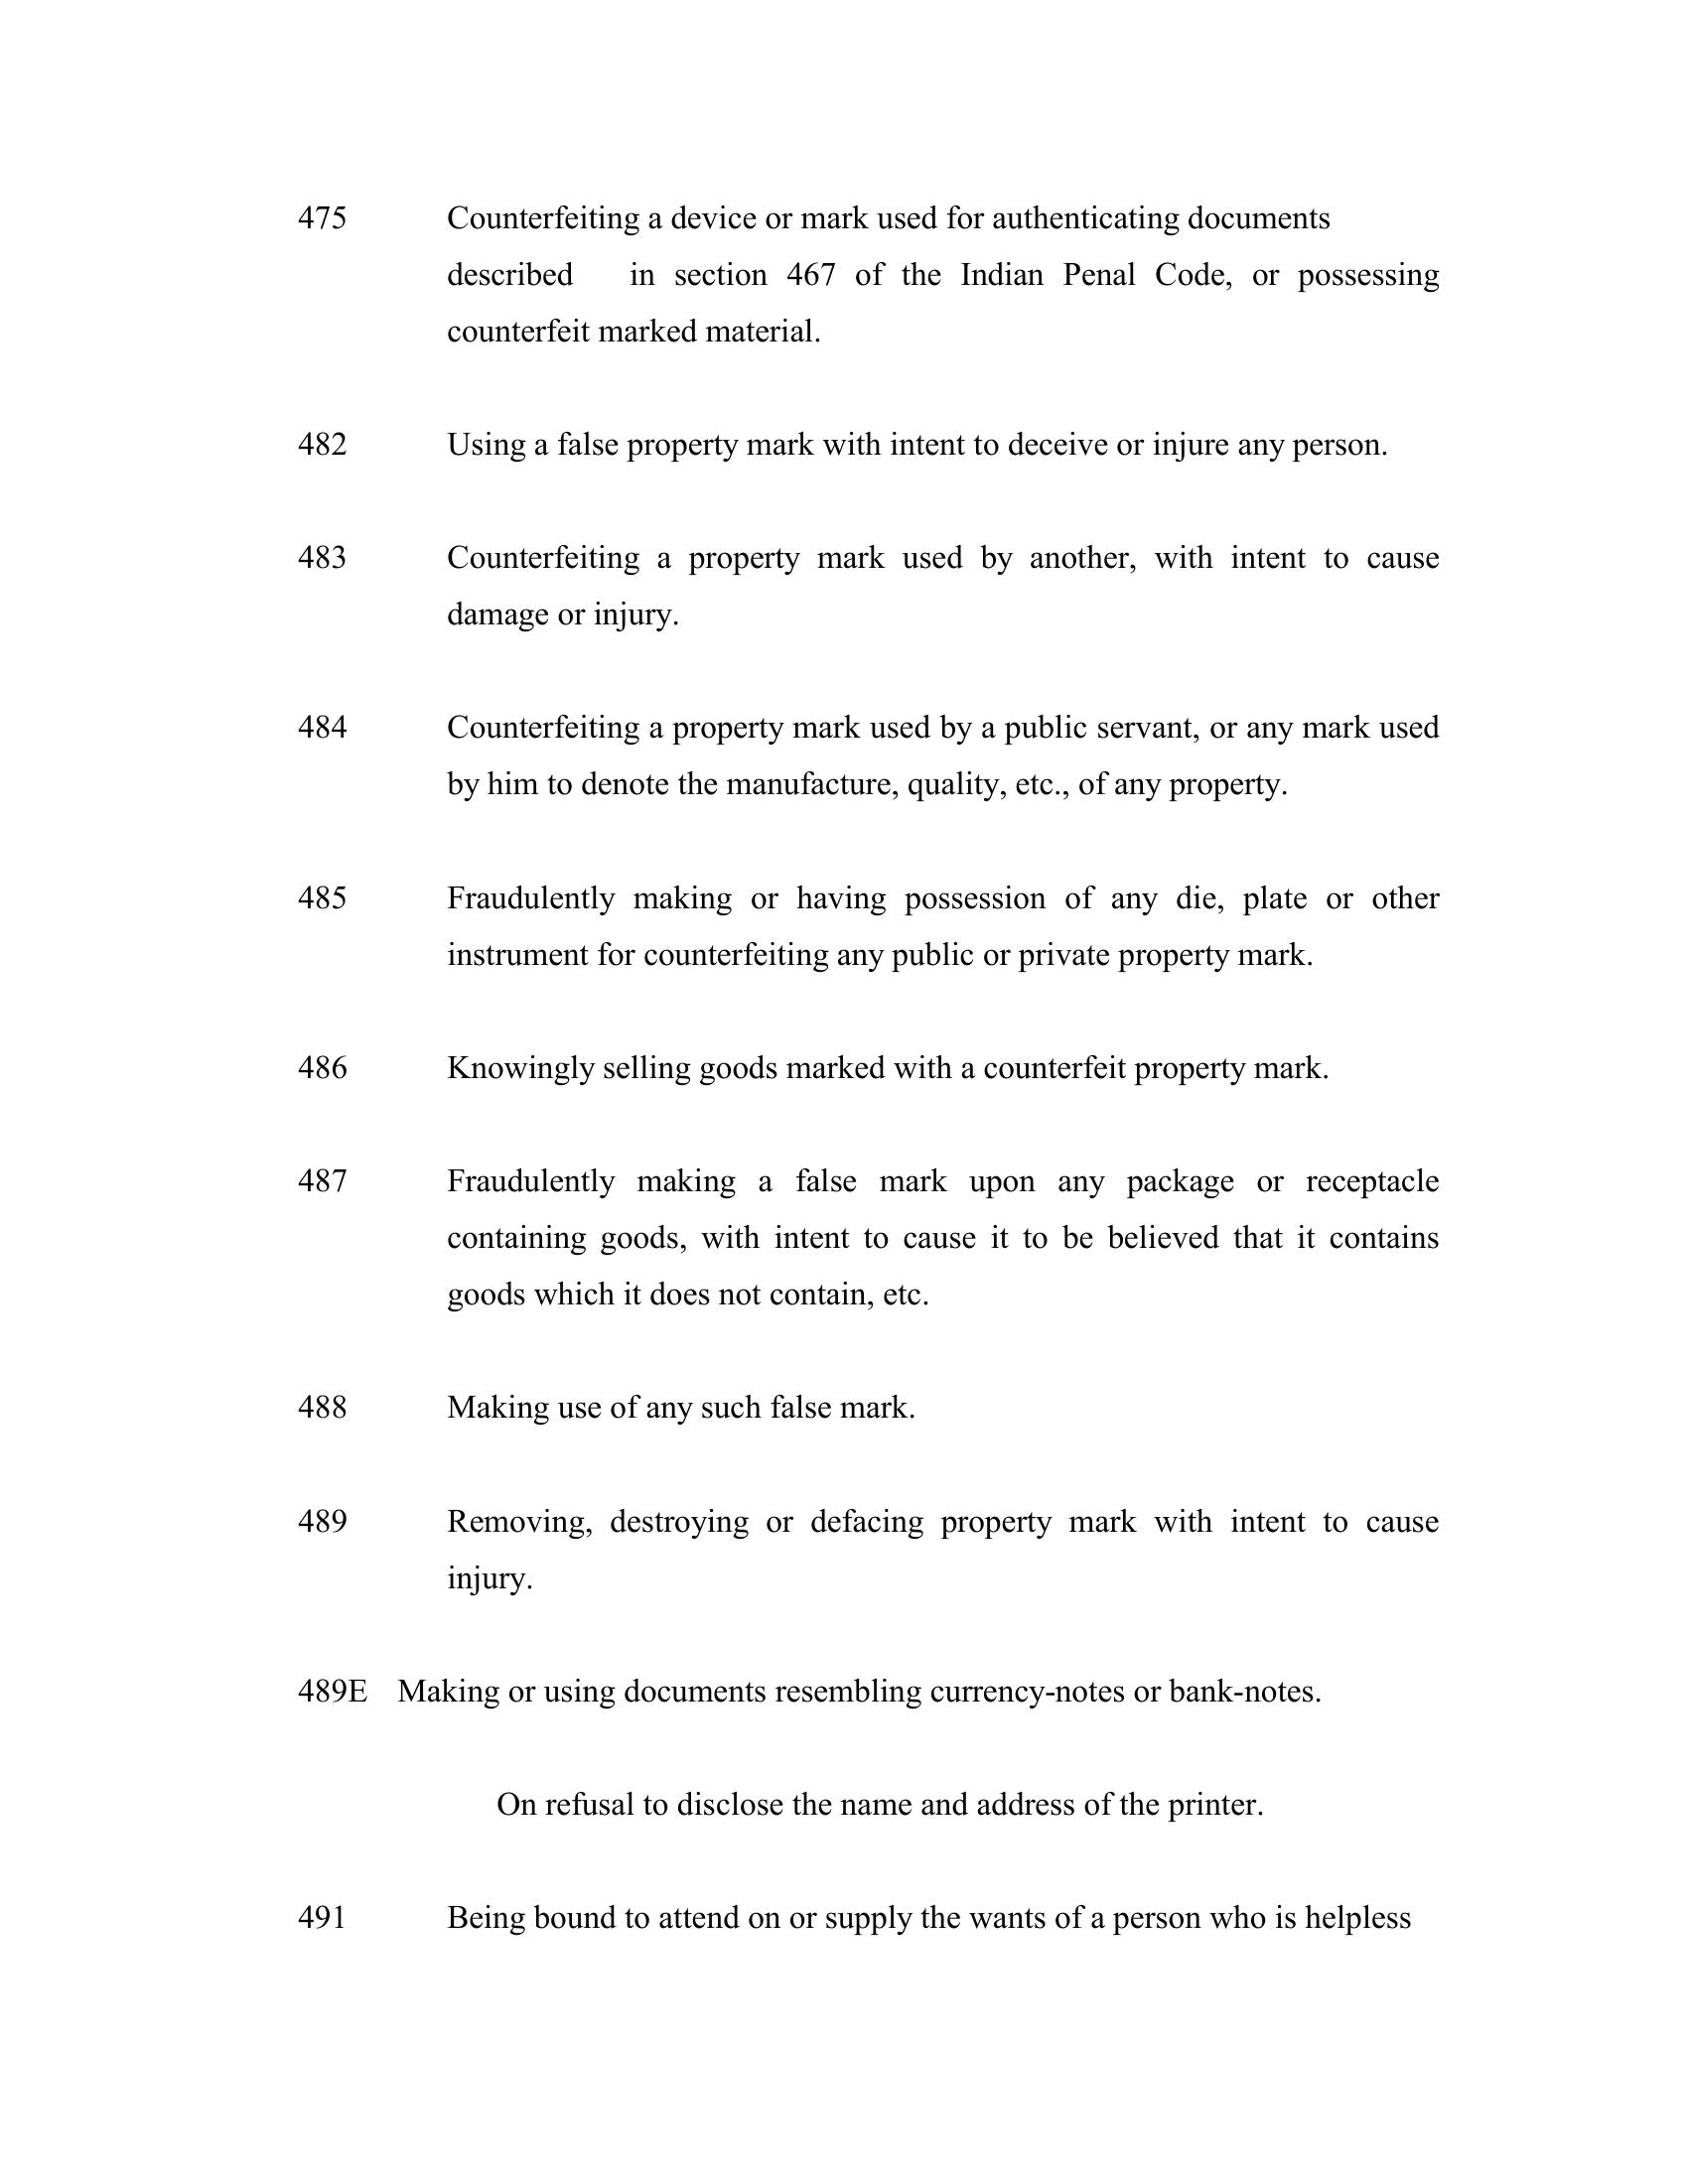 475 Counterfeiting a device or mark used for authenticating documents
described in section 467 of the Indian Penal Code, or possessing
counterfeit marked material.
482 Using a false property mark with intent to deceive or injure any person.
483 Counterfeiting a property mark used by another, with intent to cause
damage or injury.
484 Counterfeiting a property mark used by a public servant, or any mark used
by him to denote the manufacture, quality, etc., of any property.
485 Fraudulently making or having possession of any die, plate or other
instrument for counterfeiting any public or private property mark.
486 Knowingly selling goods marked with a counterfeit property mark.
487 Fraudulently making a false mark upon any package or receptacle
containing goods, with intent to cause it to be believed that it contains
goods which it does not contain, etc.
488 Making use of any such false mark.
489 Removing, destroying or defacing property mark with intent to cause
injury.
489E Making or using documents resembling currency-notes or bank-notes.
On refusal to disclose the name and address of the printer.
491 Being bound to attend on or supply the wants of a person who is helpless